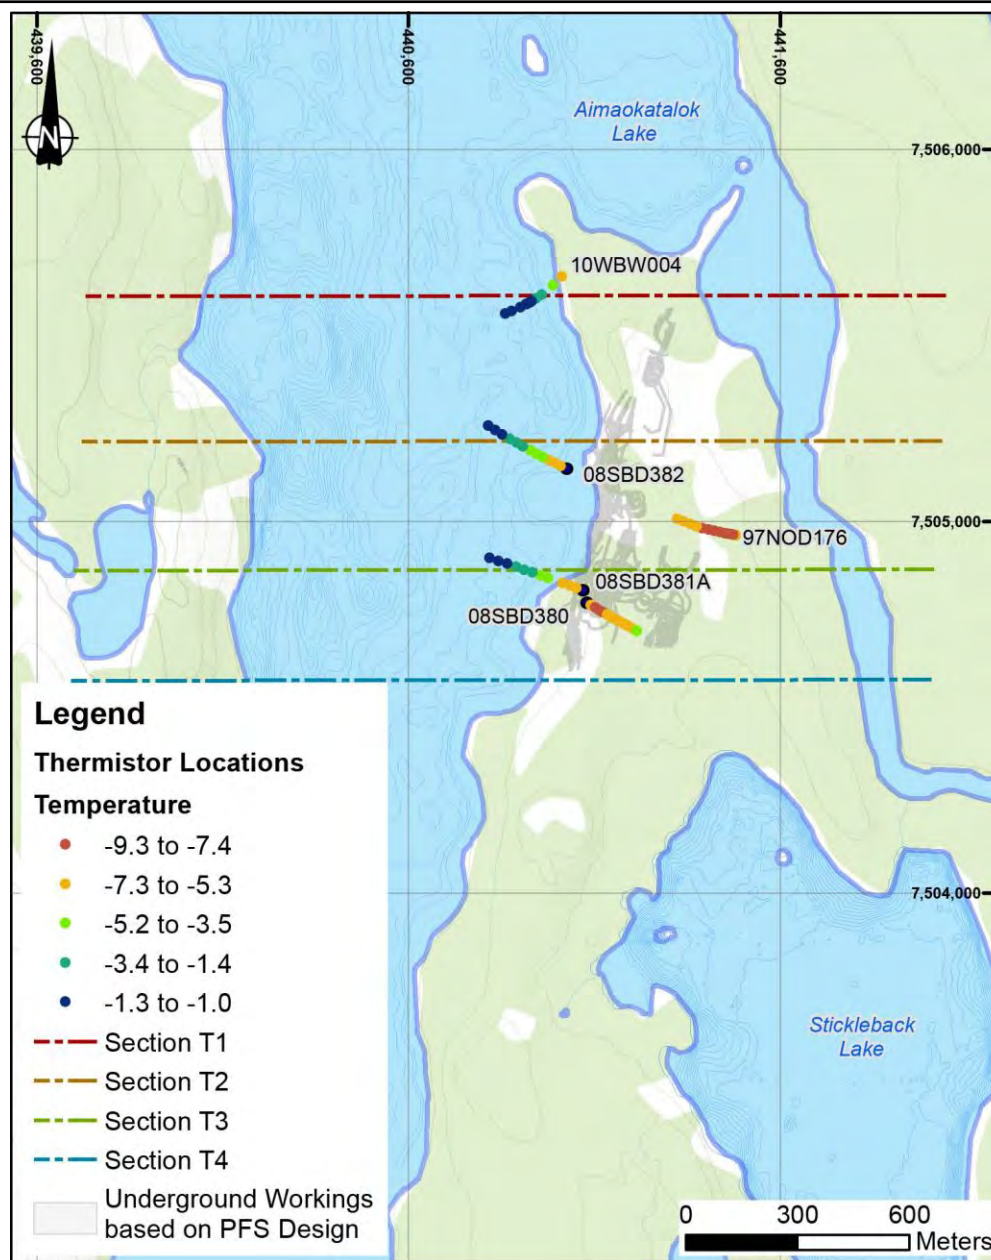 439,600
440,600
441,600
N
Aimaokatalok
Lake
7,506,000
10WBW004
08SBD382
7,505,000
97NOD176
08SBD381A
08SBD380
Legend
Thermistor Locations
Temperature
-9.3 to -7.4
-7.3 to -5.3
-5.2 to -3.5
-3.4 to -1.4
-1.3 to -1.0
Section T1
Section T2
Section T3
Section T4
Underground Workings
based on PFS Design
7,504,000
Stickleback
Lake
0 300 600
Meters